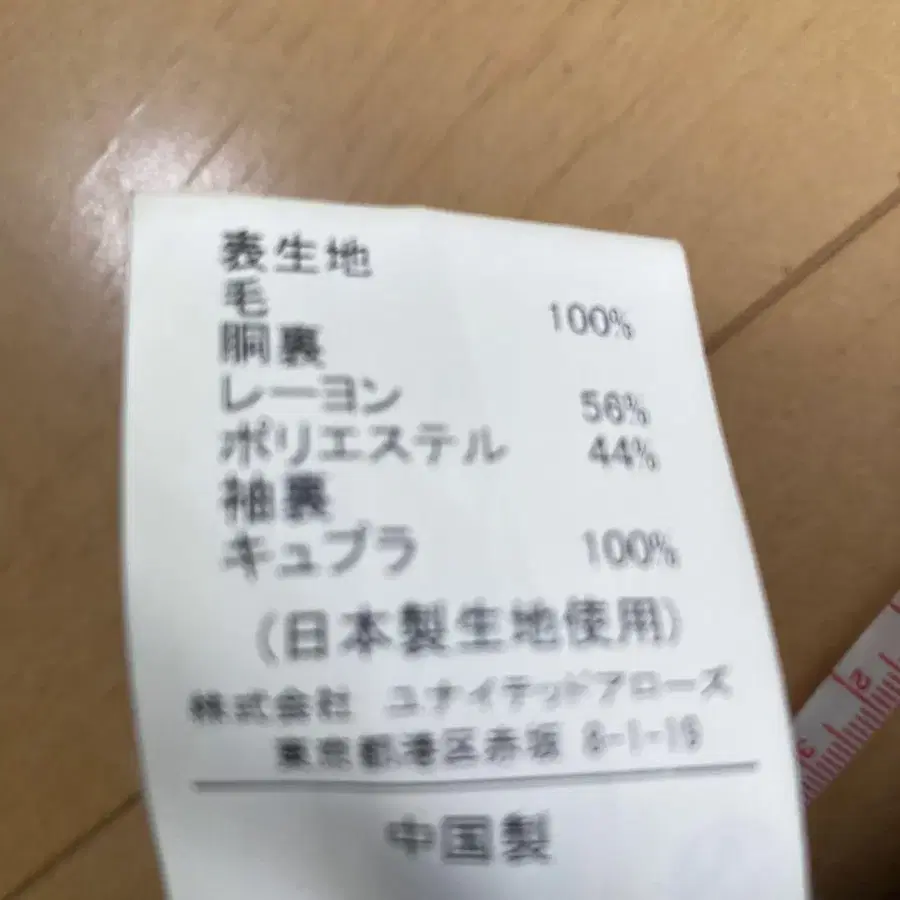 表生地
毛 100%
胴裏
レーヨン 56%
ポリエステル 44%
袖裏
キュプラ 100%
(日本製生地使用)
株式会社 ユナイテッドアローズ
東京都港区赤坂 8-1-19
中国製
5
3